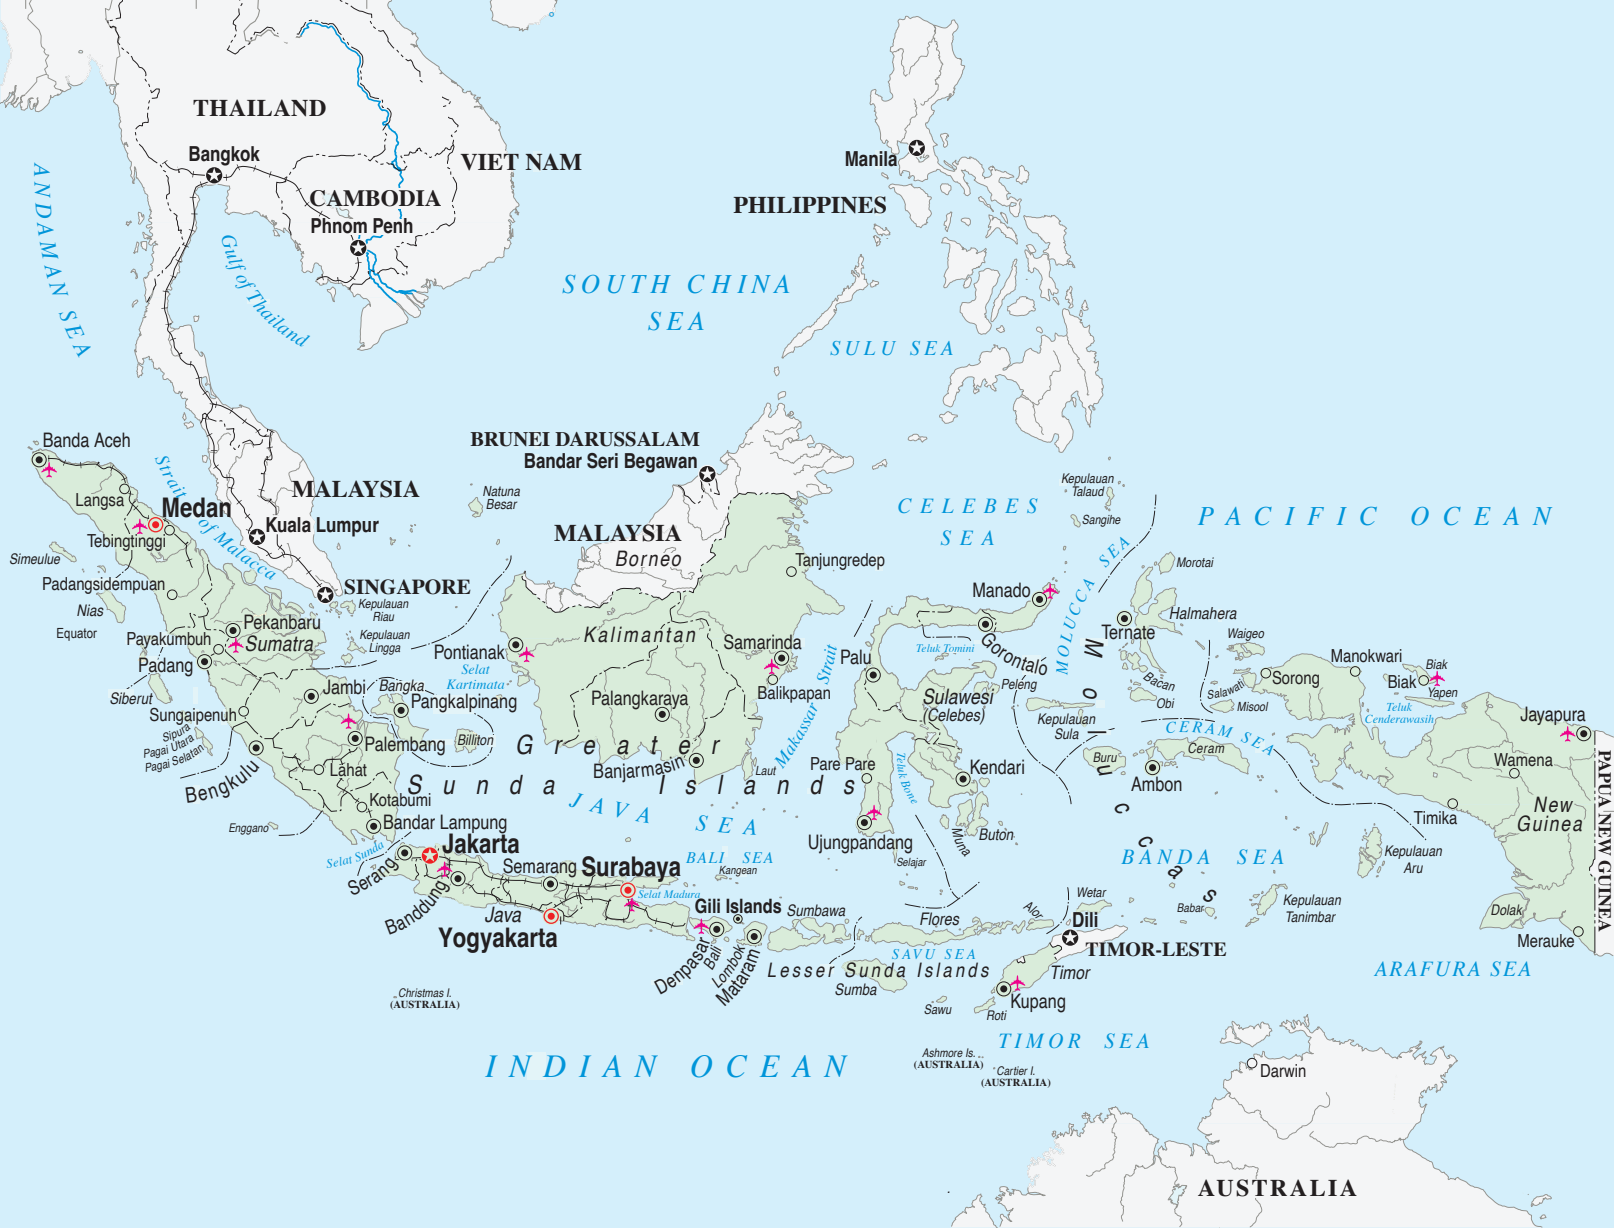 THAILAND
Bangkok
VIET NAM
CAMBODIA
Phnom Penh
Manila
PHILIPPINES
ANDAMAN SEA
Gulf of Thailand
SOUTH CHINA
SEA
SULU SEA
Banda Aceh
BRUNEI DARUSSALAM
Bandar Seri Begawan
Strait of Malacca
MALAYSIA
Langsa
Medan
Natuna
Besar
Kuala Lumpur
Tebingtinggi
MALAYSIA
Borneo
CELEBES
SEA
Kepulauan
Talaud
Sangihe
PACIFIC OCEAN
Simeulue
Padangsidempuan
SINGAPORE
Tanjungredep
Manado
MOLUCCA SEA
Morotai
Nias
Kepulauan
Riau
Equator
Pekanbaru
Payakumbuh
Sumatra
Kepulauan
Lingga
Kalimantan
Samarinda
Halmahera
Ternate
Waigeo
Padang
Pontianak
Selat
Kartimata
Makassar Strait
Palu
Teluk Tomini
Gorontalo
Moluccas
Manokwari
Biak
Biak
Yapen
Sorong
Siberut
Jambi
Bangka
Pangkalpinang
Palangkaraya
Balikpapan
Sulawesi
(Celebes)
Peleng
Bacan
Obi
Salawati
Misool
Teluk
Cenderawasih
Sungaipenuh
Sipura
Pagai Utara
Pagai Selatan
Palembang
Billiton
Kepulauan
Sula
CERAM SEA
Jayapura
Greater
Sunda Islands
Bengkulu
Lahat
Banjarmasin
Laut
Pare Pare
Teluk Bone
Kendari
Buru
Ceram
Ambon
Wamena
PAPUA NEW GUINEA
Kotabumi
JAVA SEA
New
Guinea
Timika
Enggano
Bandar Lampung
Ujungpandang
Muna
Buton
Selat Sunda
Jakarta
Serang
Semarang
Surabaya
BALI SEA
Kangean
Selajar
BANDA SEA
Kepulauan
Aru
Banddung
Selat Madura
Java
Yogyakarta
Gili Islands
Sumbawa
Flores
Alor
Wetar
Dili
Babar
Kepulauan
Tanimbar
Dolak
Merauke
Denpasar
Bali
Lombok
Mataram
SAVU SEA
TIMOR-LESTE
Lesser Sunda Islands
Sumba
Timor
ARAFURA SEA
Christmas I.
(AUSTRALIA)
Kupang
Sawu
Roti
TIMOR SEA
INDIAN OCEAN
Ashmore Is.
(AUSTRALIA)
Cartier I.
(AUSTRALIA)
Darwin
AUSTRALIA